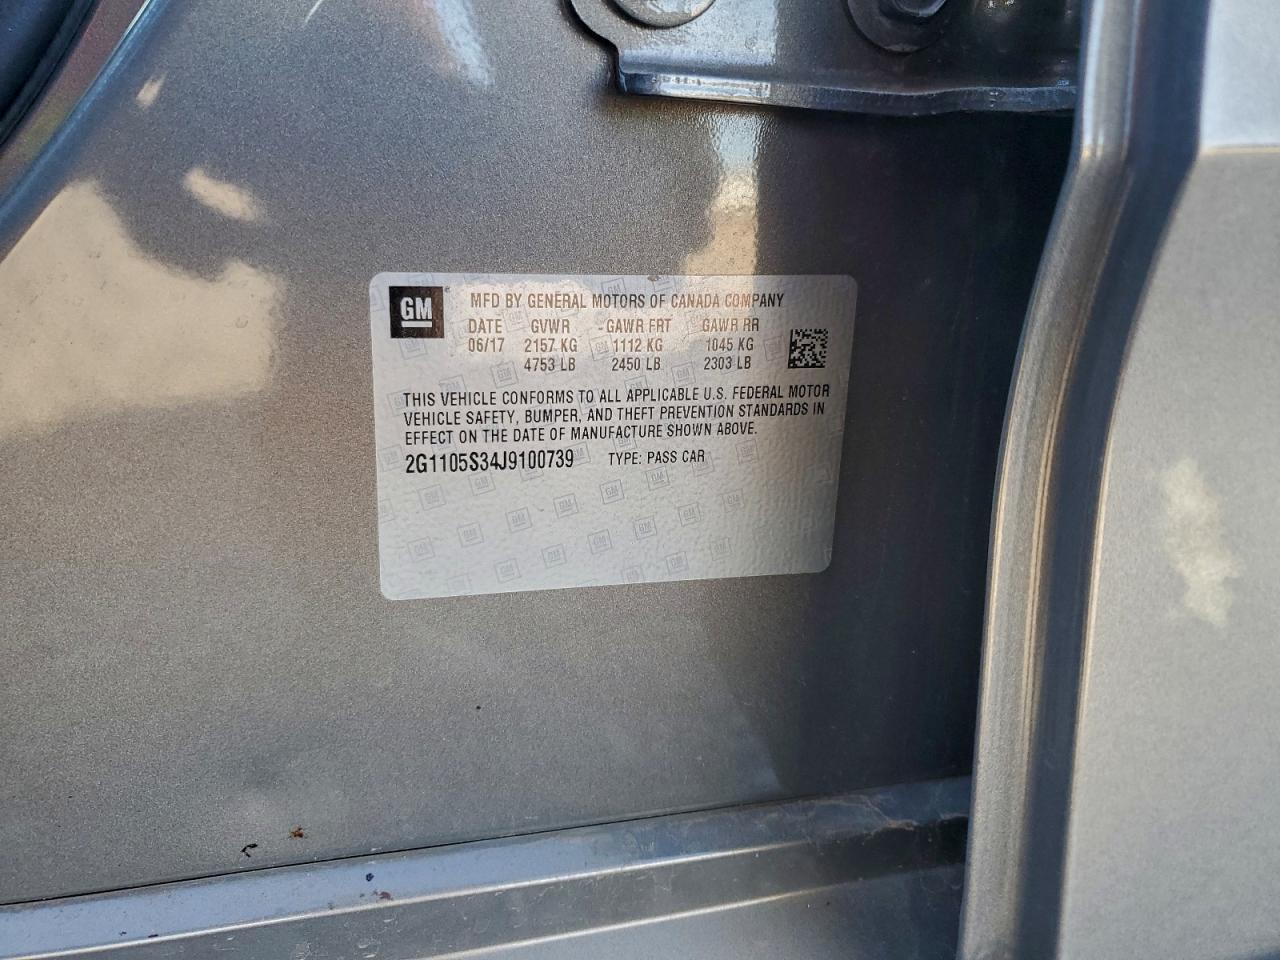 GM MFD BY GENERAL MOTORS OF CANADA COMPANY
DATE GVWR GAWR FRT GAWR RR
06/17 2157 KG 1112 KG 1045 KG
4753 LB 2450 LB 2303 LB
THIS VEHICLE CONFORMS TO ALL APPLICABLE U.S. FEDERAL MOTOR
VEHICLE SAFETY, BUMPER, AND THEFT PREVENTION STANDARDS IN
EFFECT ON THE DATE OF MANUFACTURE SHOWN ABOVE.
2G1105S34J9100739 TYPE: PASS CAR